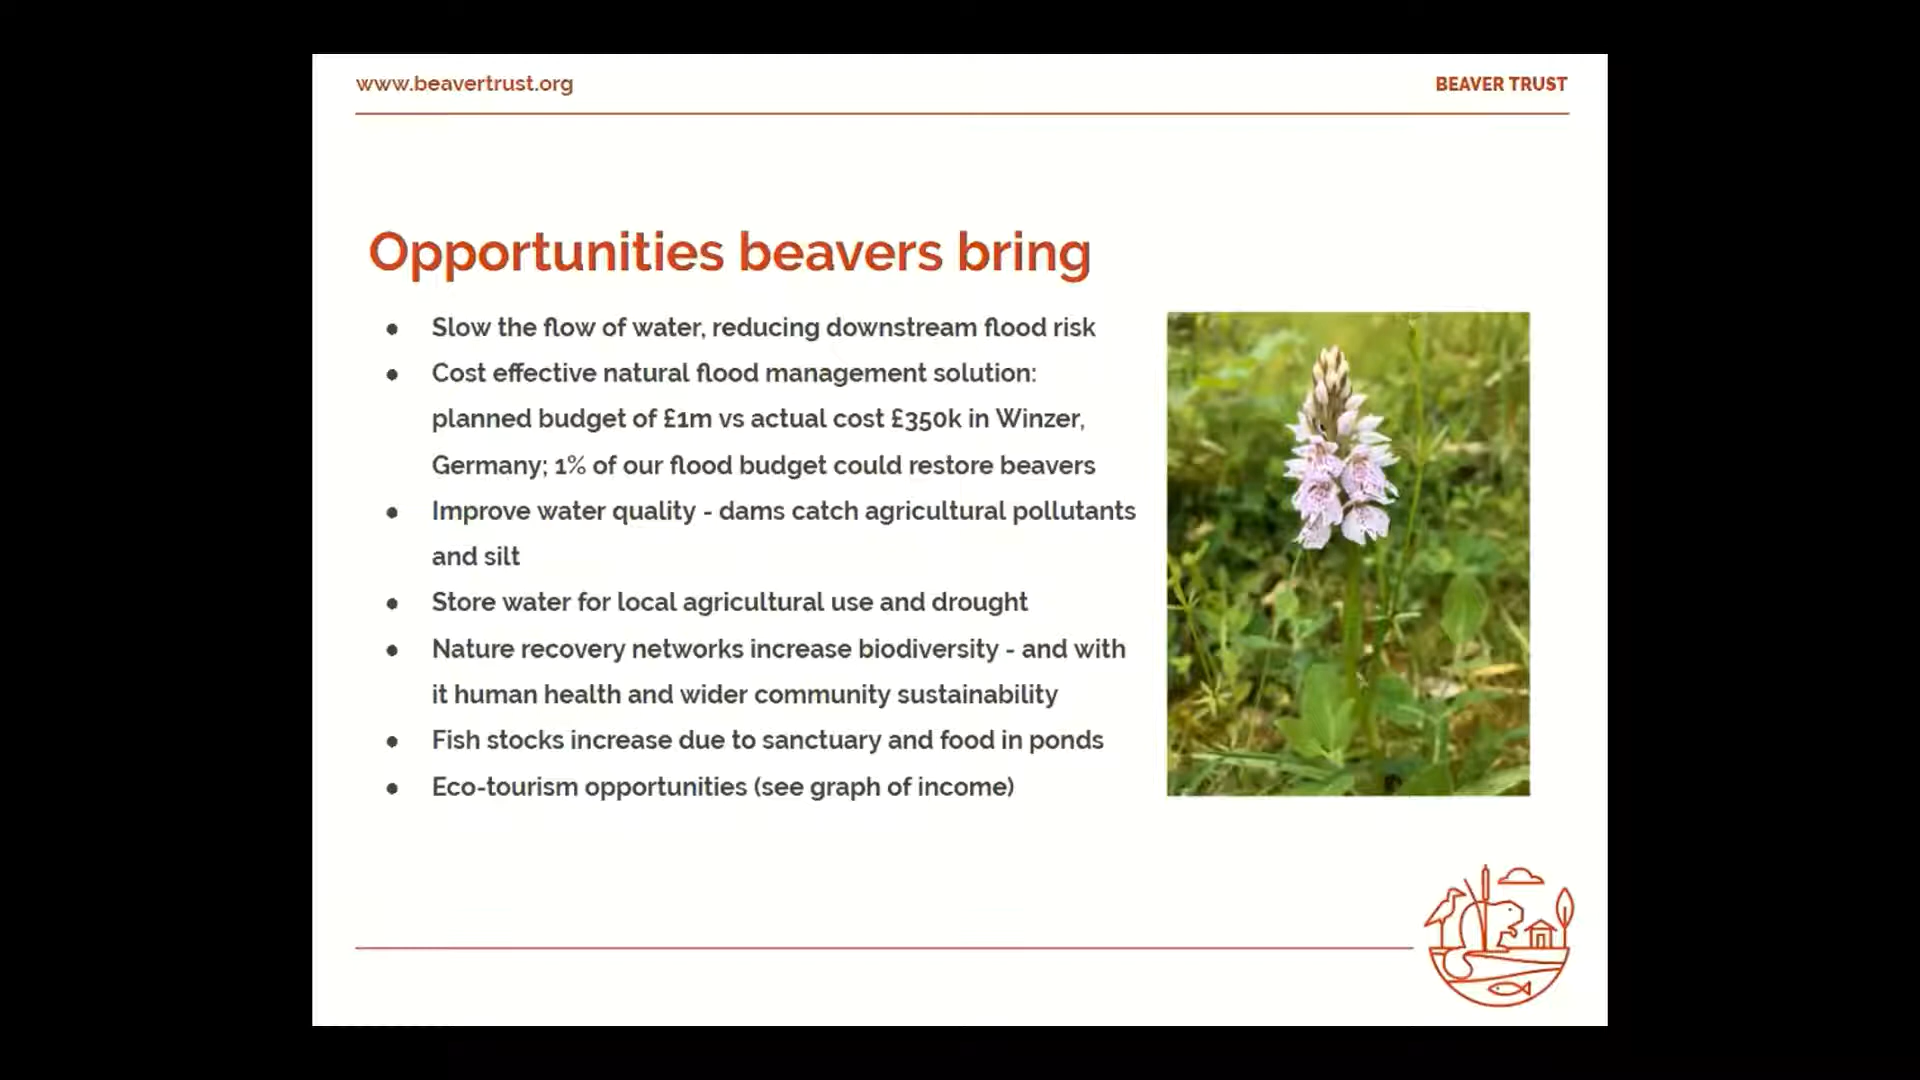 www.beavertrust.org
BEAVER TRUST
Opportunities beavers bring
● Slow the flow of water, reducing downstream flood risk
● Cost effective natural flood management solution:
planned budget of £1m vs actual cost £350k in Winzer,
Germany; 1% of our flood budget could restore beavers
● Improve water quality - dams catch agricultural pollutants
and silt
● Store water for local agricultural use and drought
● Nature recovery networks increase biodiversity - and with
it human health and wider community sustainability
● Fish stocks increase due to sanctuary and food in ponds
● Eco-tourism opportunities (see graph of income)